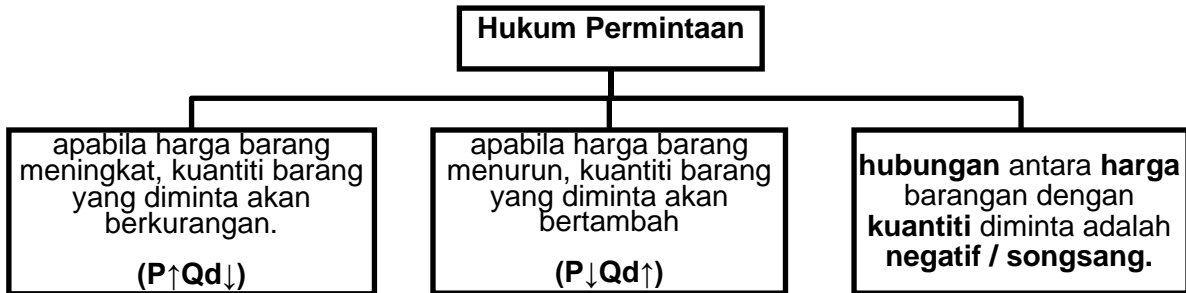 Hukum Permintaan
apabila harga barang
meningkat, kuantiti barang
yang diminta akan
berkurangan.
(P↑Qd↓)
apabila harga barang
menurun, kuantiti barang
yang diminta akan
bertambah
(P↓Qd↑)
hubungan antara harga
barangan dengan
kuantiti diminta adalah
negatif / songsang.